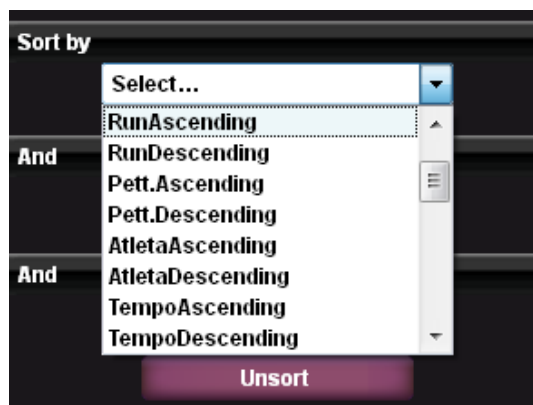 Sort by
Select...
RunAscending
RunDescending
And
Pett.Ascending
Pett.Descending
AtletaAscending
AtletaDescending
And
TempoAscending
TempoDescending
Unsort